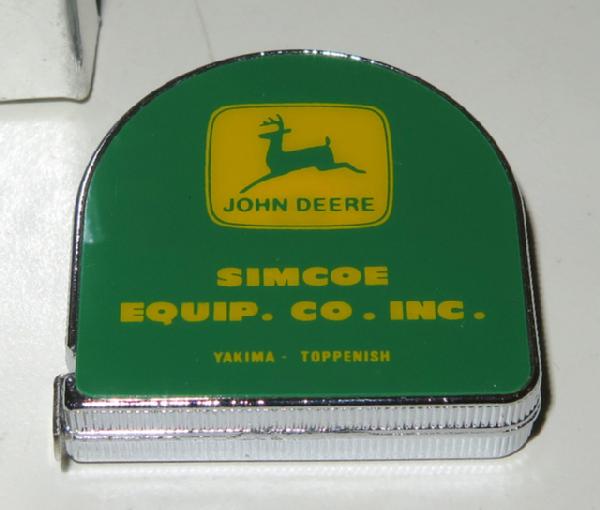 JOHN DEERE
SIMCOE
EQUIP. CO. INC.
YAKIMA - TOPPENISH